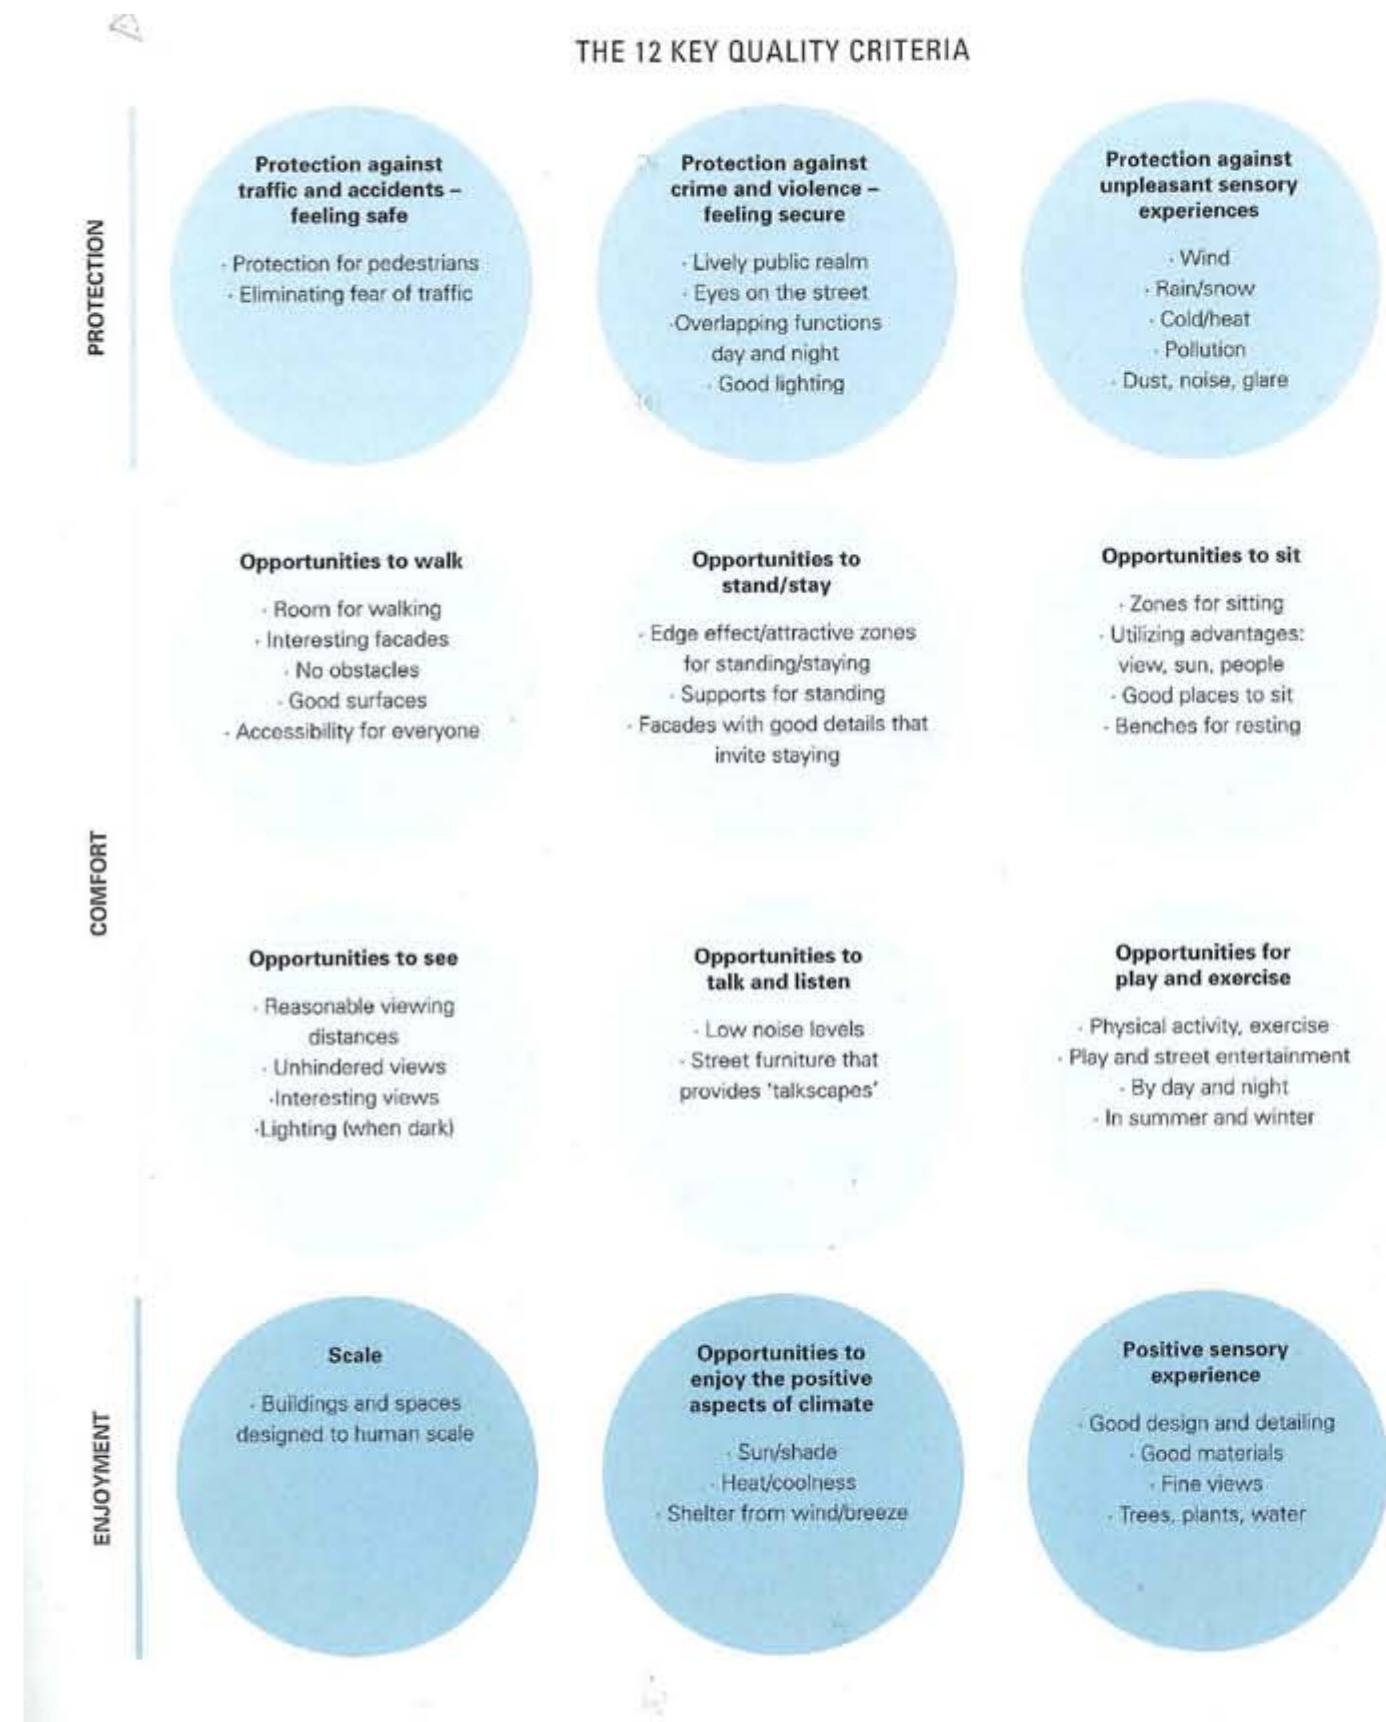 THE 12 KEY QUALITY CRITERIA
PROTECTION
Protection against
traffic and accidents –
feeling safe
· Protection for pedestrians
· Eliminating fear of traffic
Protection against
crime and violence –
feeling secure
· Lively public realm
· Eyes on the street
·Overlapping functions
day and night
· Good lighting
Protection against
unpleasant sensory
experiences
· Wind
· Rain/snow
· Cold/heat
· Pollution
· Dust, noise, glare
COMFORT
Opportunities to walk
· Room for walking
· Interesting facades
· No obstacles
· Good surfaces
· Accessibility for everyone
Opportunities to
stand/stay
· Edge effect/attractive zones
for standing/staying
· Supports for standing
· Facades with good details that
invite staying
Opportunities to sit
· Zones for sitting
· Utilizing advantages:
view, sun, people
· Good places to sit
· Benches for resting
Opportunities to see
· Reasonable viewing
distances
· Unhindered views
·Interesting views
·Lighting (when dark)
Opportunities to
talk and listen
· Low noise levels
· Street furniture that
provides 'talkscapes'
Opportunities for
play and exercise
· Physical activity, exercise
· Play and street entertainment
· By day and night
· In summer and winter
ENJOYMENT
Scale
· Buildings and spaces
designed to human scale
Opportunities to
enjoy the positive
aspects of climate
· Sun/shade
· Heat/coolness
· Shelter from wind/breeze
Positive sensory
experience
· Good design and detailing
· Good materials
· Fine views
· Trees, plants, water